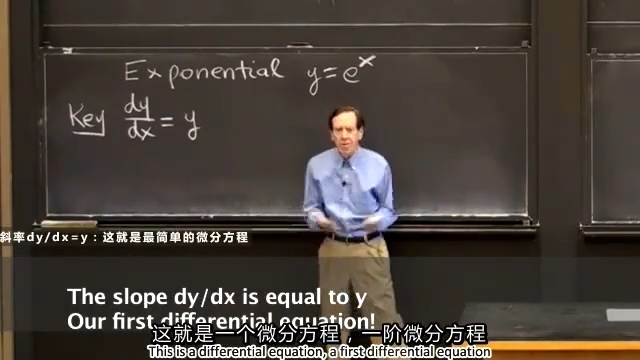 Exponential y=e^x
Key dy/dx = y
斜率dy/dx=y：这就是最简单的微分方程
The slope dy/dx is equal to y
Our first differential equation!
这就是一个微分方程 一阶微分方程
This is a differential equation, a first differential equation